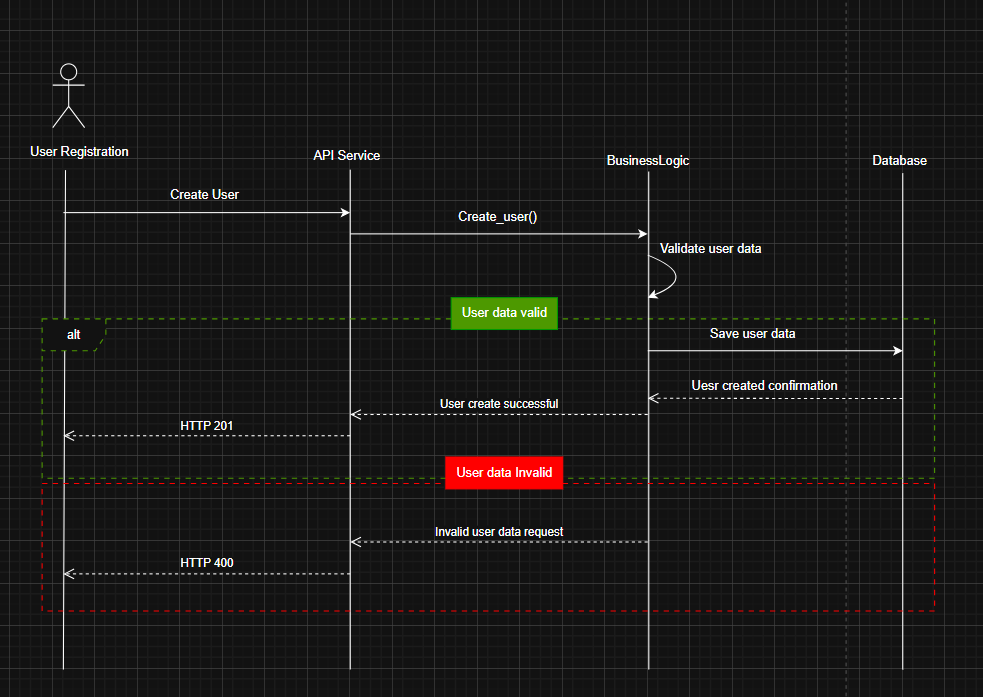 User Registration
API Service
BusinessLogic
Database
Create User
Create_user()
Validate user data
User data valid
alt
Save user data
Uesr created confirmation
User create successful
HTTP 201
User data Invalid
Invalid user data request
HTTP 400